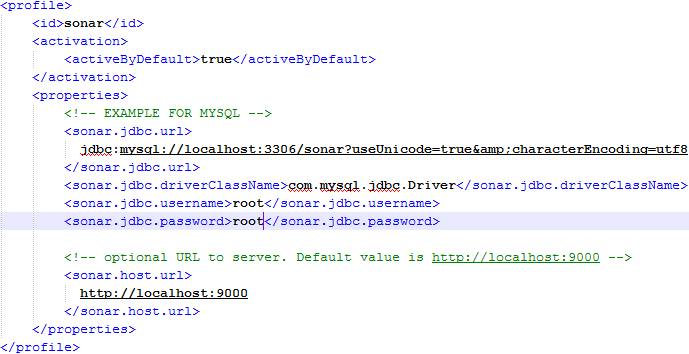 <profile>
    <id>sonar</id>
    <activation>
        <activeByDefault>true</activeByDefault>
    </activation>
    <properties>
        <!-- EXAMPLE FOR MYSQL -->
        <sonar.jdbc.url>
          jdbc:mysql://localhost:3306/sonar?useUnicode=true&amp;characterEncoding=utf8
        </sonar.jdbc.url>
        <sonar.jdbc.driverClassName>com.mysql.jdbc.Driver</sonar.jdbc.driverClassName>
        <sonar.jdbc.username>root</sonar.jdbc.username>
        <sonar.jdbc.password>root</sonar.jdbc.password>

        <!-- optional URL to server. Default value is http://localhost:9000 -->
        <sonar.host.url>
          http://localhost:9000
        </sonar.host.url>
    </properties>
</profile>